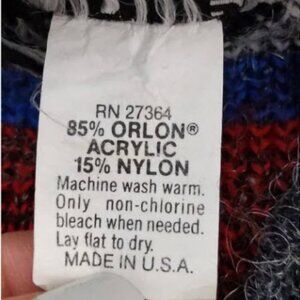 RN 27364
85% ORLON®
ACRYLIC
15% NYLON
Machine wash warm.
Only non-chlorine
bleach when needed.
Lay flat to dry.
MADE IN U.S.A.